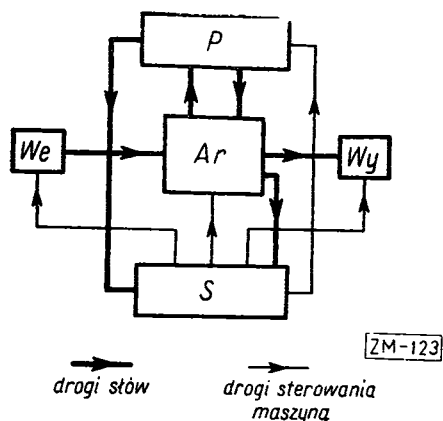 P
We
Ar
Wy
S
ZM-123
drogi słów
drogi sterowania
maszyną